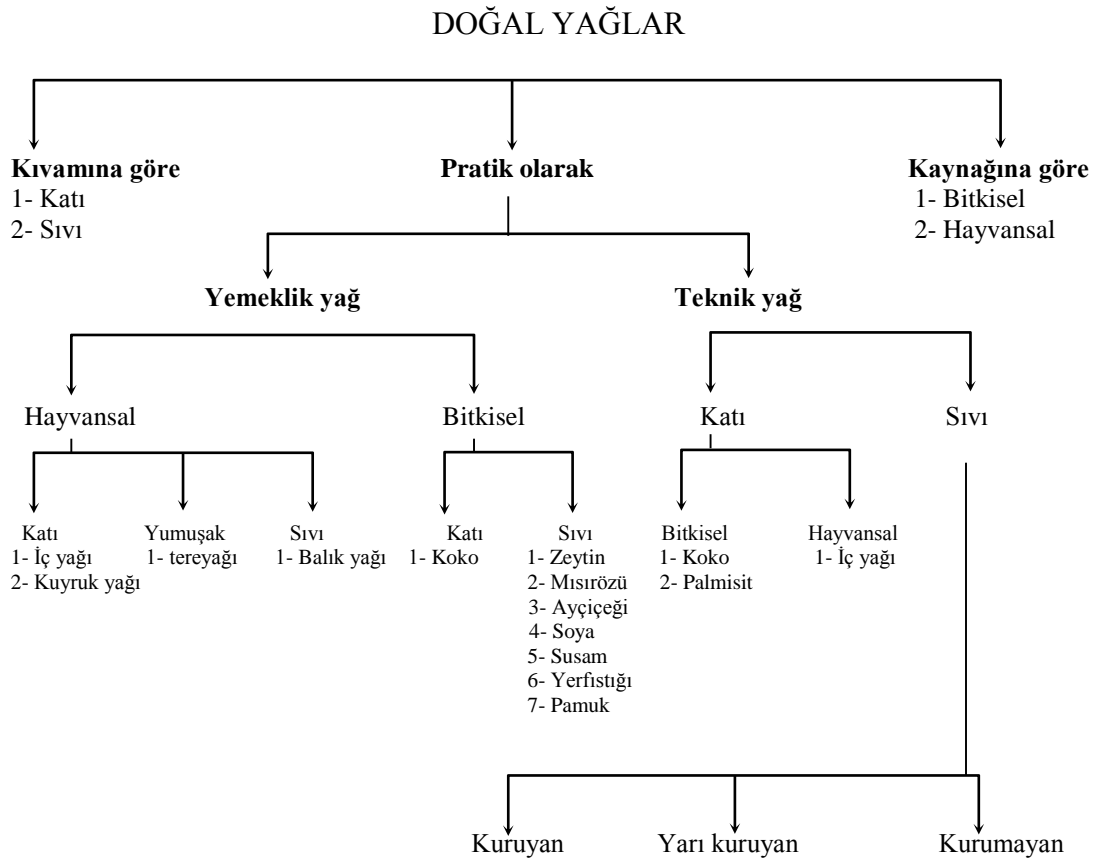 DOĞAL YAĞLAR
Kıvamına göre
1- Katı
2- Sıvı
Pratik olarak
Kaynağına göre
1- Bitkisel
2- Hayvansal
Yemeklik yağ
Teknik yağ
Hayvansal
Bitkisel
Katı
Sıvı
Katı
1- İç yağı
2- Kuyruk yağı
Yumuşak
1- tereyağı
Sıvı
1- Balık yağı
Katı
1- Koko
Sıvı
1- Zeytin
2- Mısırözü
3- Ayçiçeği
4- Soya
5- Susam
6- Yerfıstığı
7- Pamuk
Bitkisel
1- Koko
2- Palmisit
Hayvansal
1- İç yağı
Kuruyan
Yarı kuruyan
Kurumayan